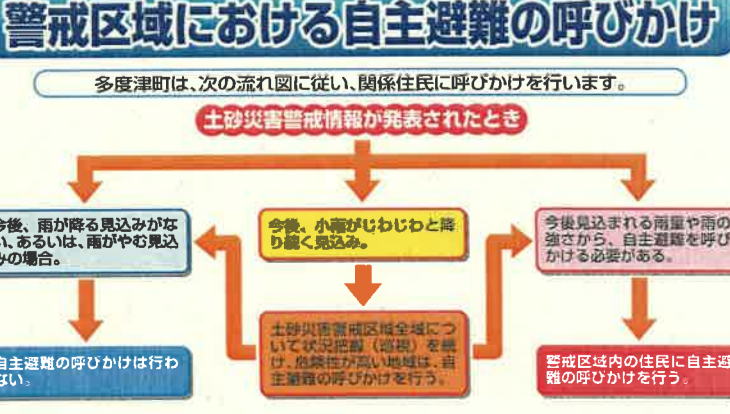 警戒区域における自主避難の呼びかけ
多度津町は、次の流れ図に従い、関係住民に呼びかけを行います。
土砂災害警戒情報が発表されたとき
今後、雨が降る見込みがな
い、あるいは、雨がやむ見込
みの場合。
今後、小雨がじわじわと降
り続く見込み。
今後見込まれる雨量や雨の
強さから、自主避難を呼び
かける必要がある。
自主避難の呼びかけは行わ
ない。
土砂災害警戒区域全域につ
いて状況把握（巡視）を続
け、危険性が高い地域は、自
主避難の呼びかけを行う。
警戒区域内の住民に自主避
難の呼びかけを行う。